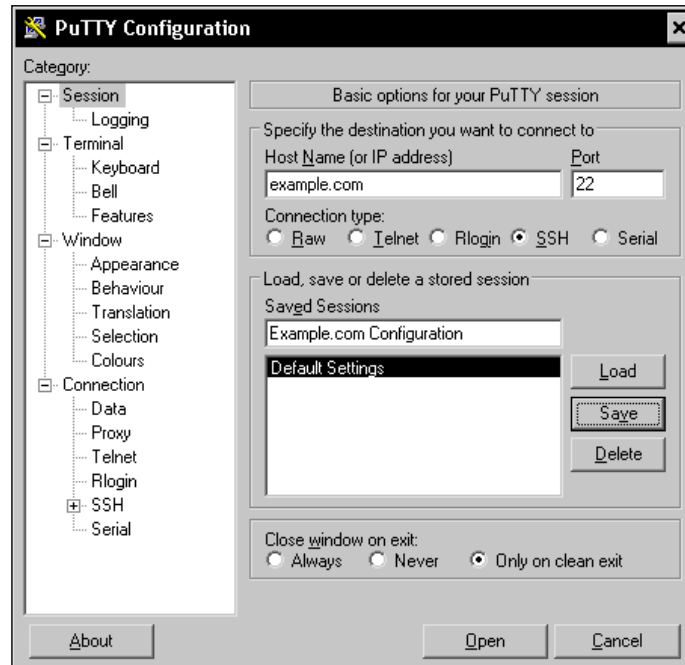 PuTTY Configuration
Category:
Session
Logging
Terminal
Keyboard
Bell
Features
Window
Appearance
Behaviour
Translation
Selection
Colours
Connection
Data
Proxy
Telnet
Rlogin
SSH
Serial
Basic options for your PuTTY session
Specify the destination you want to connect to
Host Name (or IP address) Port
example.com 22
Connection type:
Raw Telnet Rlogin SSH Serial
Load, save or delete a stored session
Saved Sessions
Example.com Configuration
Default Settings
Load
Save
Delete
Close window on exit:
Always Never Only on clean exit
About Open Cancel